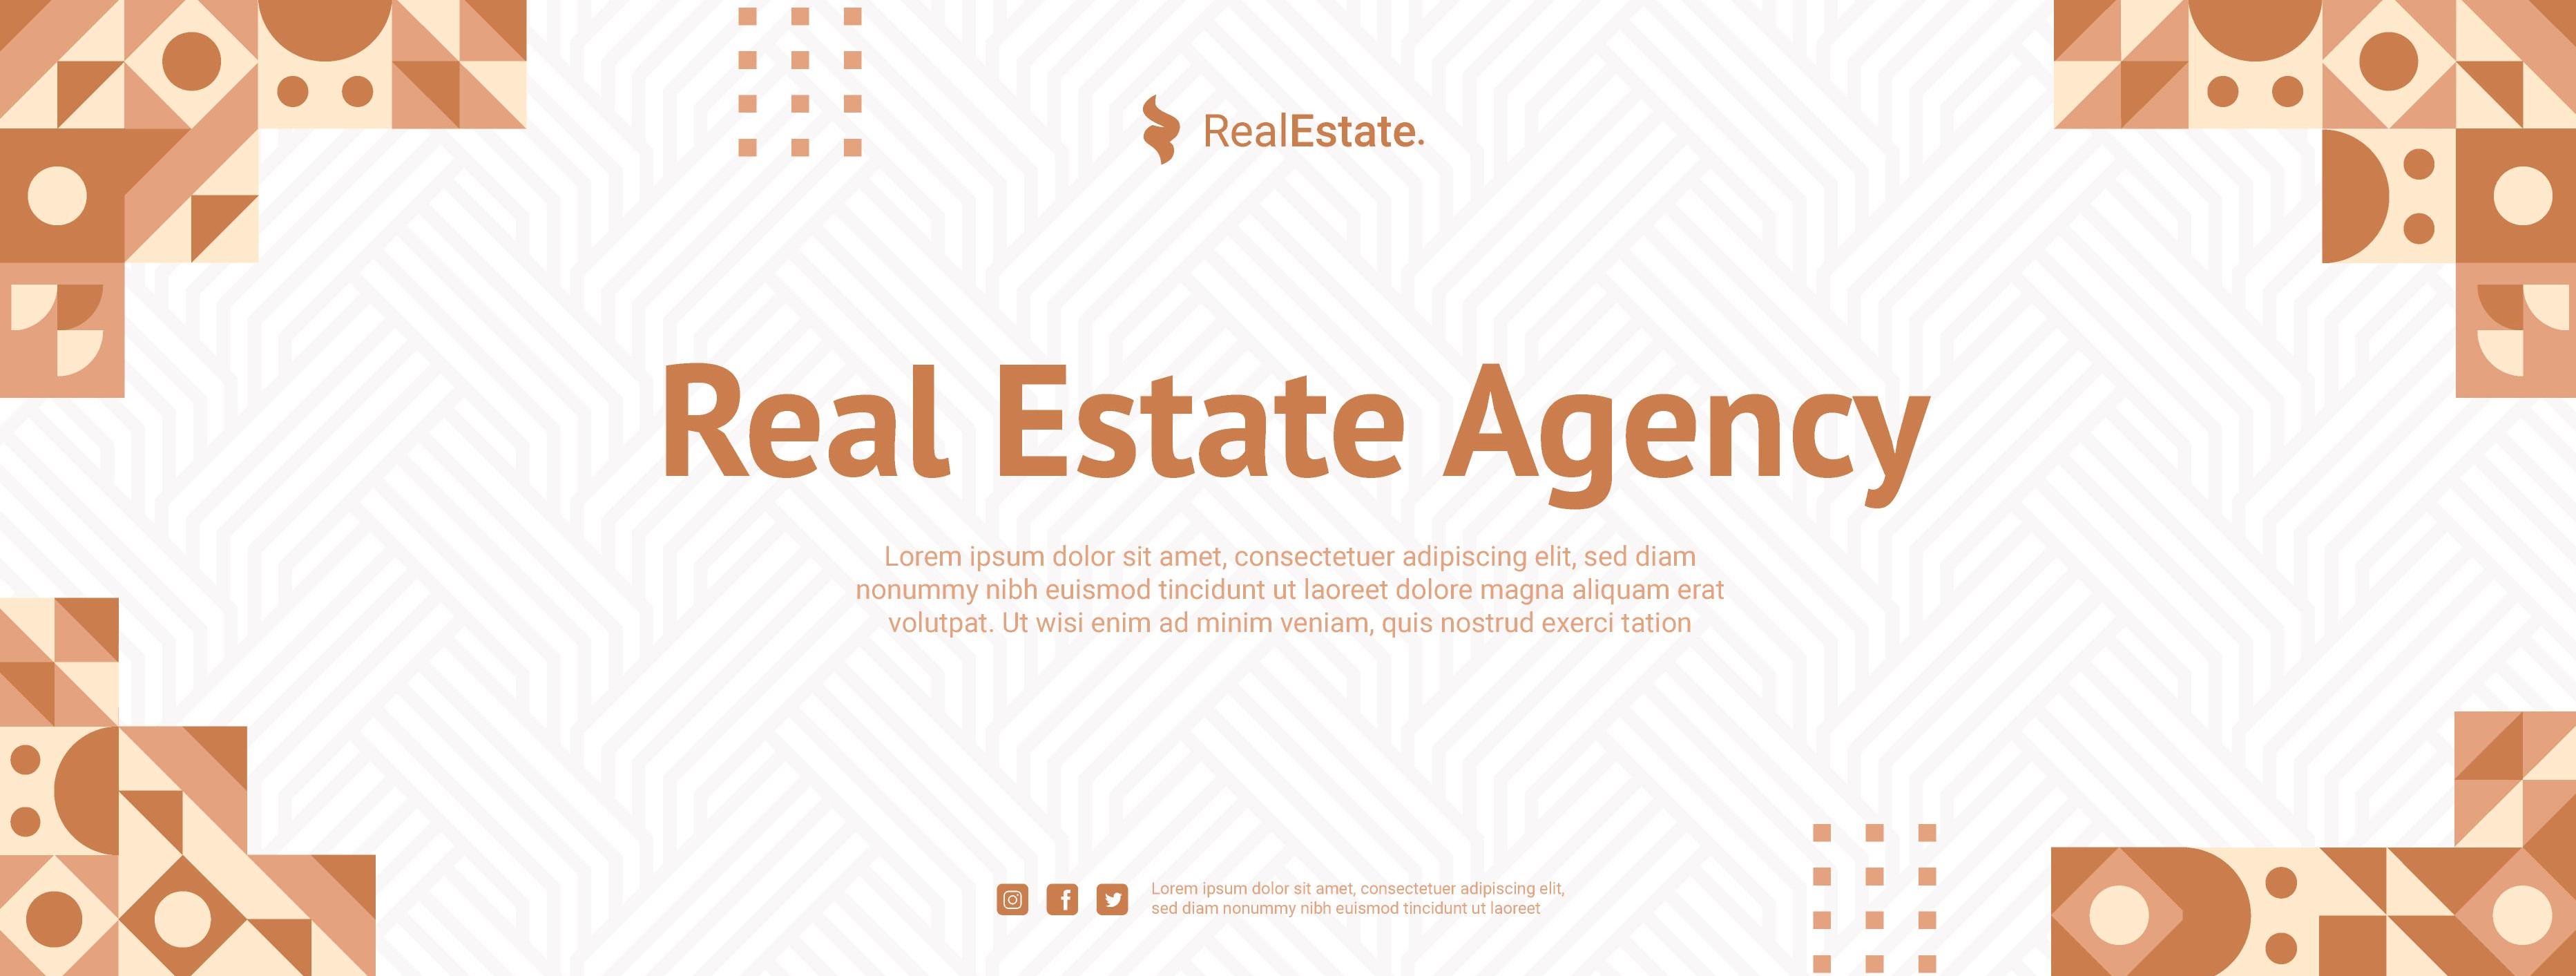 RealEstate.
Real Estate Agency
Lorem ipsum dolor sit amet, consectetuer adipiscing elit, sed diam
nonummy nibh euismod tincidunt ut laoreet dolore magna aliquam erat
volutpat. Ut wisi enim ad minim veniam, quis nostrud exerci tation
Lorem ipsum dolor sit amet, consectetuer adipiscing elit,
sed diam nonummy nibh euismod tincidunt ut laoreet